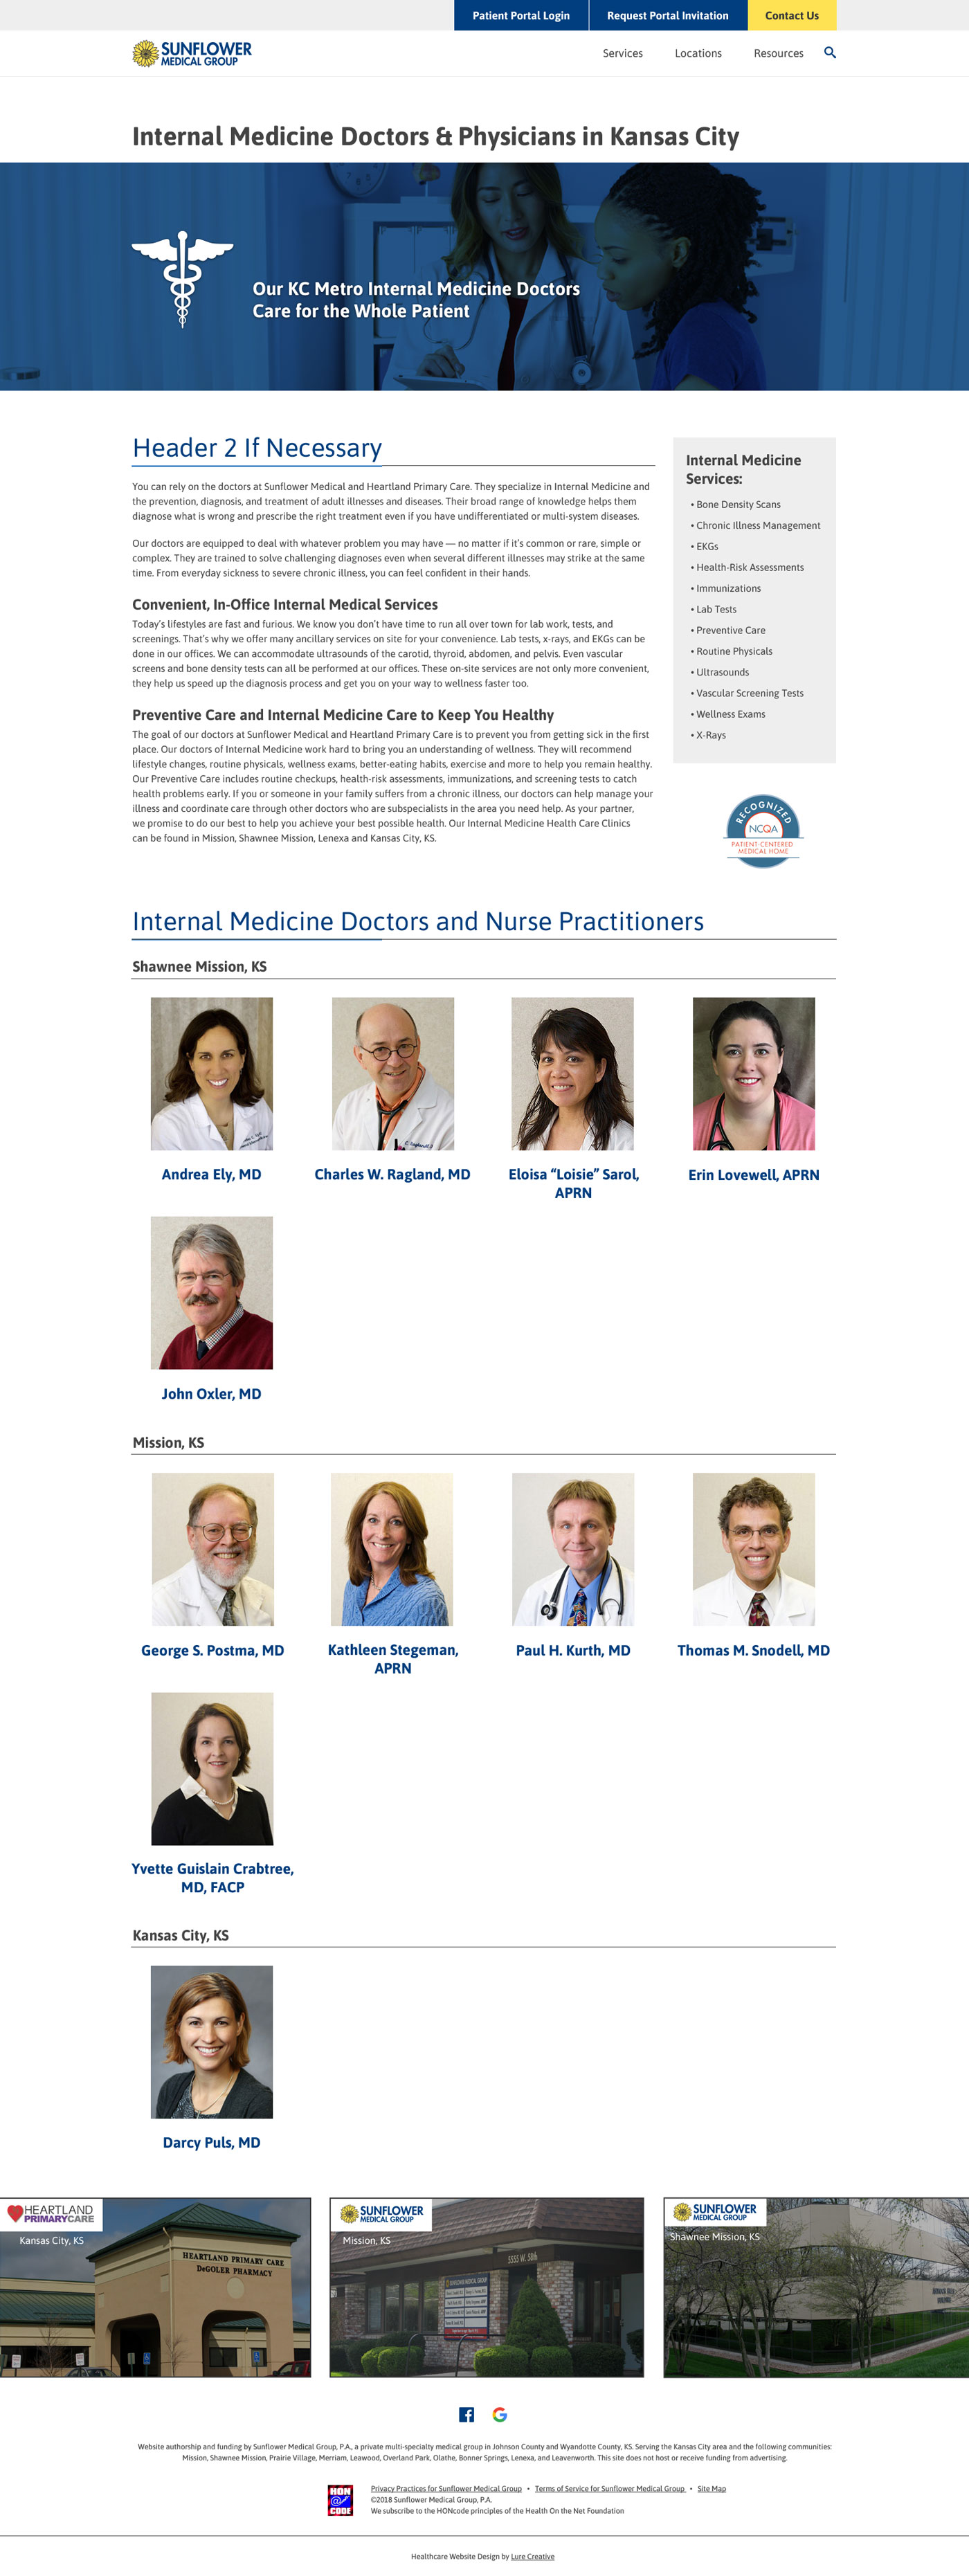 Patient Portal Login
Request Portal Invitation
Contact Us
SUNFLOWER
MEDICAL GROUP
Services
Locations
Resources
Internal Medicine Doctors & Physicians in Kansas City
Our KC Metro Internal Medicine Doctors
Care for the Whole Patient
Header 2 If Necessary
You can rely on the doctors at Sunflower Medical and Heartland Primary Care. They specialize in Internal Medicine and
the prevention, diagnosis, and treatment of adult illnesses and diseases. Their broad range of knowledge helps them
diagnose what is wrong and prescribe the right treatment even if you have undifferentiated or multi-system diseases.
Our doctors are equipped to deal with whatever problem you may have — no matter if it's common or rare, simple or
complex. They are trained to solve challenging diagnoses even when several different illnesses may strike at the same
time. From everyday sickness to severe chronic illness, you can feel confident in their hands.
Convenient, In-Office Internal Medical Services
Today's lifestyles are fast and furious. We know you don't have time to run all over town for lab work, tests, and
screenings. That's why we offer many ancillary services on site for your convenience. Lab tests, x-rays, and EKGs can be
done in our offices. We can accommodate ultrasounds of the carotid, thyroid, abdomen, and pelvis. Even vascular
screens and bone density tests can all be performed at our offices. These on-site services are not only more convenient,
they help us speed up the diagnosis process and get you on your way to wellness faster too.
Preventive Care and Internal Medicine Care to Keep You Healthy
The goal of our doctors at Sunflower Medical and Heartland Primary Care is to prevent you from getting sick in the first
place. Our doctors of Internal Medicine work hard to bring you an understanding of wellness. They will recommend
lifestyle changes, routine physicals, wellness exams, better-eating habits, exercise and more to help you remain healthy.
Our Preventive Care includes routine checkups, health-risk assessments, immunizations, and screening tests to catch
health problems early. If you or someone in your family suffers from a chronic illness, our doctors can help manage your
illness and coordinate care through other doctors who are subspecialists in the area you need help. As your partner,
we promise to do our best to help you achieve your best possible health. Our Internal Medicine Health Care Clinics
can be found in Mission, Shawnee Mission, Lenexa and Kansas City, KS.
Internal Medicine
Services:
• Bone Density Scans
• Chronic Illness Management
• EKGs
• Health-Risk Assessments
• Immunizations
• Lab Tests
• Preventive Care
• Routine Physicals
• Ultrasounds
• Vascular Screening Tests
• Wellness Exams
• X-Rays
RECOGNIZED
NCQA
PATIENT-CENTERED
MEDICAL HOME
Internal Medicine Doctors and Nurse Practitioners
Shawnee Mission, KS
Andrea Ely, MD
Charles W. Ragland, MD
Eloisa “Loisie” Sarol,
APRN
Erin Lovewell, APRN
John Oxler, MD
Mission, KS
George S. Postma, MD
Kathleen Stegeman,
APRN
Paul H. Kurth, MD
Thomas M. Snodell, MD
Yvette Guislain Crabtree,
MD, FACP
Kansas City, KS
Darcy Puls, MD
HEARTLAND
PRIMARYCARE
Kansas City, KS
HEARTLAND PRIMARY CARE
DeGOLER PHARMACY
SUNFLOWER
MEDICAL GROUP
Mission, KS
5555 W. 58th
SUNFLOWER
MEDICAL GROUP
Shawnee Mission, KS
Website authorship and funding by Sunflower Medical Group, P.A., a private multi-specialty medical group in Johnson County and Wyandotte County, KS. Serving the Kansas City area and the following communities:
Mission, Shawnee Mission, Prairie Village, Merriam, Leawood, Overland Park, Olathe, Bonner Springs, Lenexa, and Leavenworth. This site does not host or receive funding from advertising.
HON
@
CODE
Privacy Practices for Sunflower Medical Group • Terms of Service for Sunflower Medical Group • Site Map
©2018 Sunflower Medical Group, P.A.
We subscribe to the HONcode principles of the Health On the Net Foundation
Healthcare Website Design by Lure Creative